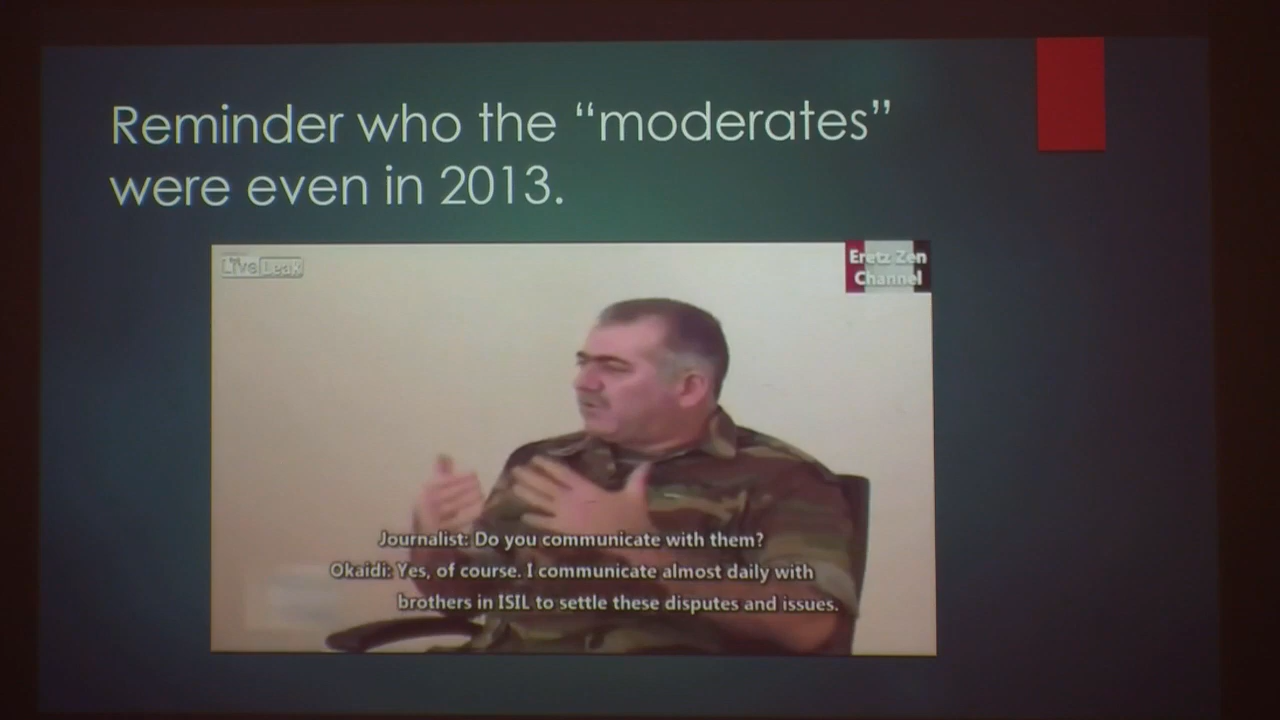 Reminder who the “moderates”
were even in 2013.
LiveLeak
Eretz Zen
Channel
Journalist: Do you communicate with them?
Okaidi: Yes, of course. I communicate almost daily with
brothers in ISIL to settle these disputes and issues.